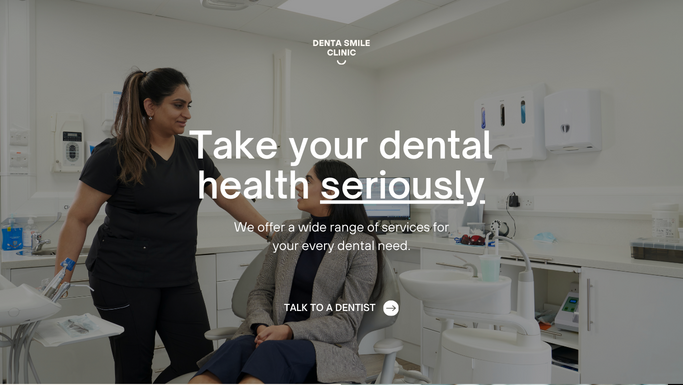 DENTA SMILE
CLINIC
Take your dental
health seriously.
We offer a wide range of services for
your every dental need.
TALK TO A DENTIST